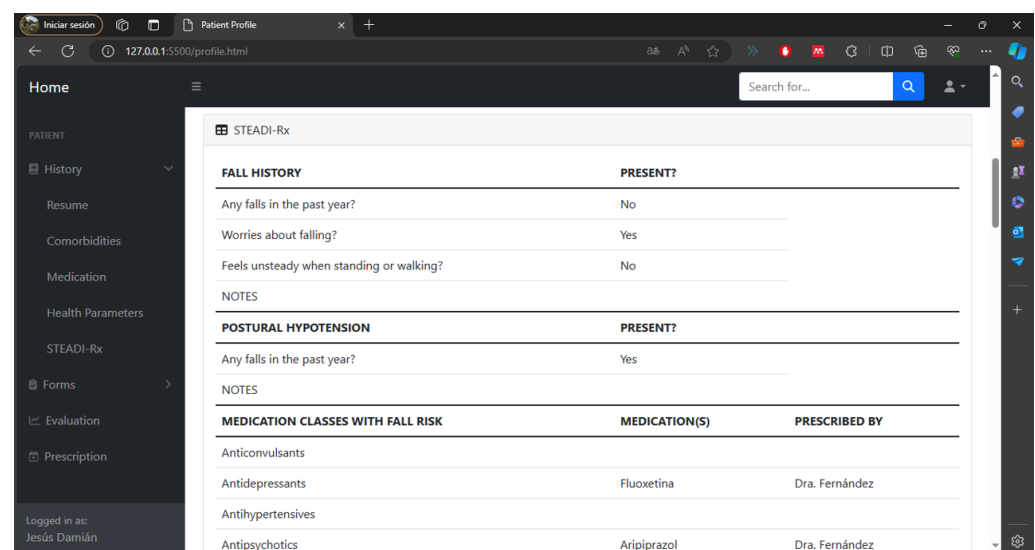 Iniciar sesión
Patient Profile
127.0.0.1:5500/profile.html
Home
Search for...
PATIENT
History
Resume
Comorbidities
Medication
Health Parameters
STEADI-Rx
Forms
Evaluation
Prescription
Logged in as:
Jesús Damián
STEADI-Rx
FALL HISTORY PRESENT?
Any falls in the past year? No
Worries about falling? Yes
Feels unsteady when standing or walking? No
NOTES
POSTURAL HYPOTENSION PRESENT?
Any falls in the past year? Yes
NOTES
MEDICATION CLASSES WITH FALL RISK MEDICATION(S) PRESCRIBED BY
Anticonvulsants
Antidepressants Fluoxetina Dra. Fernández
Antihypertensives
Antipsychotics Aripiprazol Dra. Fernández